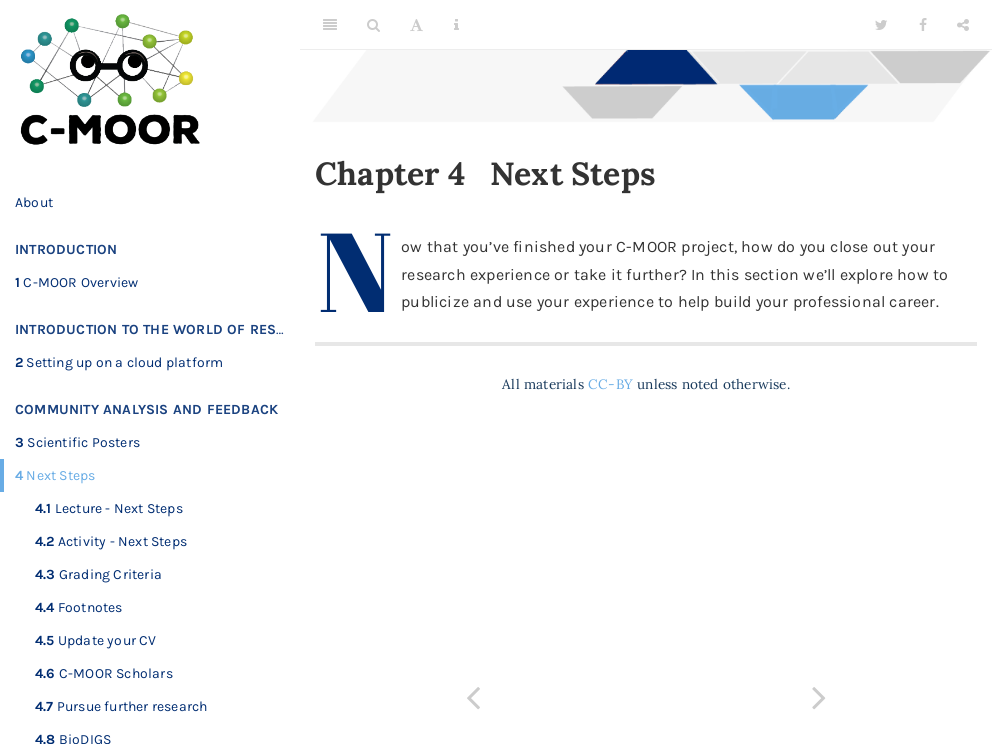 C-MOOR
About
INTRODUCTION
1 C-MOOR Overview
INTRODUCTION TO THE WORLD OF RES…
2 Setting up on a cloud platform
COMMUNITY ANALYSIS AND FEEDBACK
3 Scientific Posters
4 Next Steps
4.1 Lecture - Next Steps
4.2 Activity - Next Steps
4.3 Grading Criteria
4.4 Footnotes
4.5 Update your CV
4.6 C-MOOR Scholars
4.7 Pursue further research
4.8 BioDIGS
Chapter 4 Next Steps
Now that you’ve finished your C-MOOR project, how do you close out your
research experience or take it further? In this section we’ll explore how to
publicize and use your experience to help build your professional career.
All materials CC-BY unless noted otherwise.